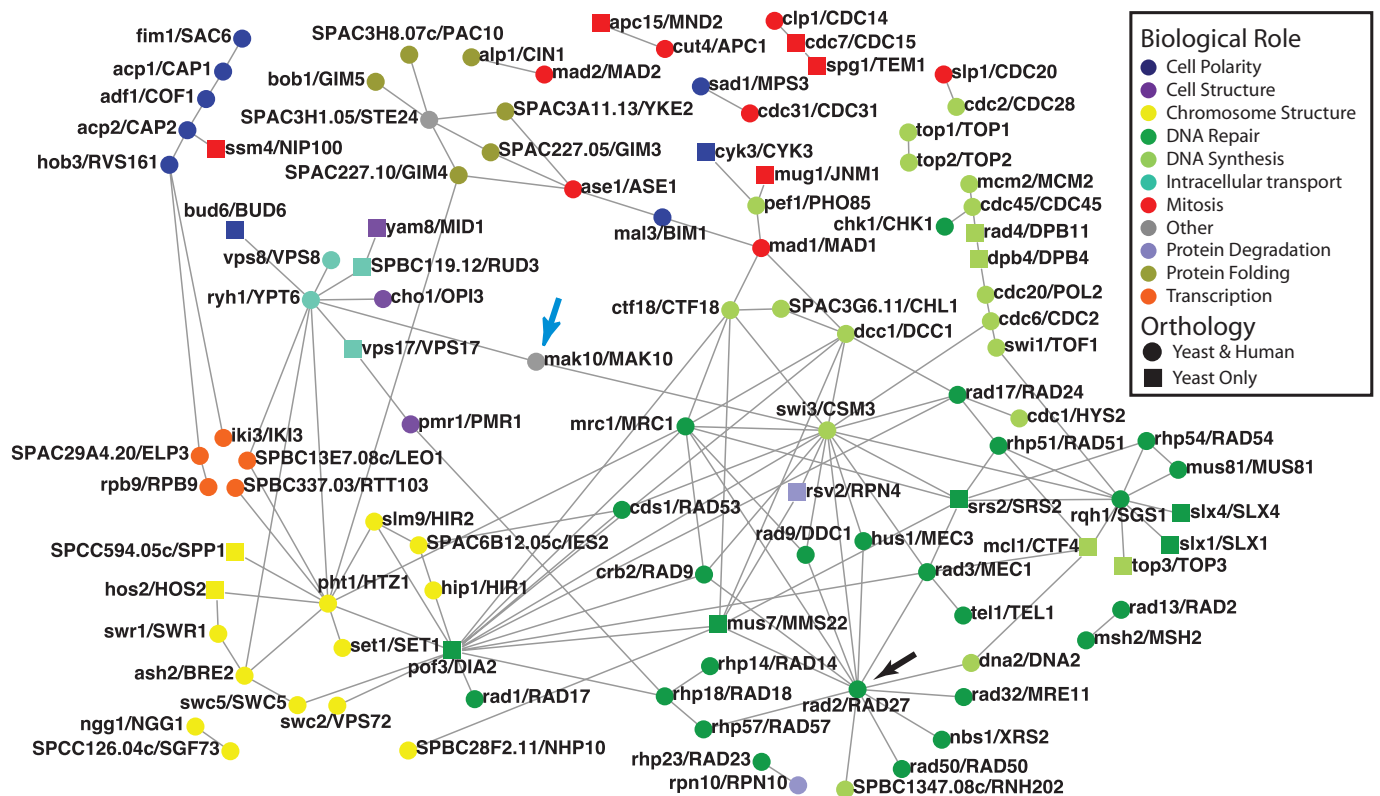 fim1/SAC6
acp1/CAP1
adf1/COF1
acp2/CAP2
ssm4/NIP100
hob3/RVS161
SPAC3H8.07c/PAC10
alp1/CIN1
mad2/MAD2
bob1/GIM5
SPAC3H1.05/STE24
SPAC3A11.13/YKE2
SPAC227.05/GIM3
SPAC227.10/GIM4
ase1/ASE1
mal3/BIM1
apc15/MND2
cut4/APC1
clp1/CDC14
cdc7/CDC15
spg1/TEM1
sad1/MPS3
cdc31/CDC31
slp1/CDC20
cdc2/CDC28
top1/TOP1
top2/TOP2
cyk3/CYK3
mug1/JNM1
pef1/PHO85
mad1/MAD1
mcm2/MCM2
cdc45/CDC45
chk1/CHK1
rad4/DPB11
dpb4/DPB4
cdc20/POL2
cdc6/CDC2
swi1/TOF1
Biological Role
Cell Polarity
Cell Structure
Chromosome Structure
DNA Repair
DNA Synthesis
Intracellular transport
Mitosis
Other
Protein Degradation
Protein Folding
Transcription
Orthology
Yeast & Human
Yeast Only
bud6/BUD6
yam8/MID1
vps8/VPS8
SPBC119.12/RUD3
ryh1/YPT6
cho1/OPI3
vps17/VPS17
mak10/MAK10
pmr1/PMR1
ctf18/CTF18
SPAC3G6.11/CHL1
dcc1/DCC1
rad17/RAD24
cdc1/HYS2
mrc1/MRC1
swi3/CSM3
rhp51/RAD51
rhp54/RAD54
mus81/MUS81
iki3/IKI3
SPAC29A4.20/ELP3
SPBC13E7.08c/LEO1
rpb9/RPB9
SPBC337.03/RTT103
rsv2/RPN4
srs2/SRS2
rqh1/SGS1
slx4/SLX4
slx1/SLX1
top3/TOP3
mcl1/CTF4
cds1/RAD53
rad9/DDC1
hus1/MEC3
slm9/HIR2
SPAC6B12.05c/IES2
SPCC594.05c/SPP1
crb2/RAD9
rad3/MEC1
hos2/HOS2
pht1/HTZ1
hip1/HIR1
tel1/TEL1
rad13/RAD2
msh2/MSH2
swr1/SWR1
set1/SET1
mus7/MMS22
pof3/DIA2
ash2/BRE2
rhp14/RAD14
dna2/DNA2
rad1/RAD17
rhp18/RAD18
rad2/RAD27
rad32/MRE11
swc5/SWC5
swc2/VPS72
ngg1/NGG1
rhp57/RAD57
nbs1/XRS2
SPCC126.04c/SGF73
SPBC28F2.11/NHP10
rhp23/RAD23
rad50/RAD50
rpn10/RPN10
SPBC1347.08c/RNH202